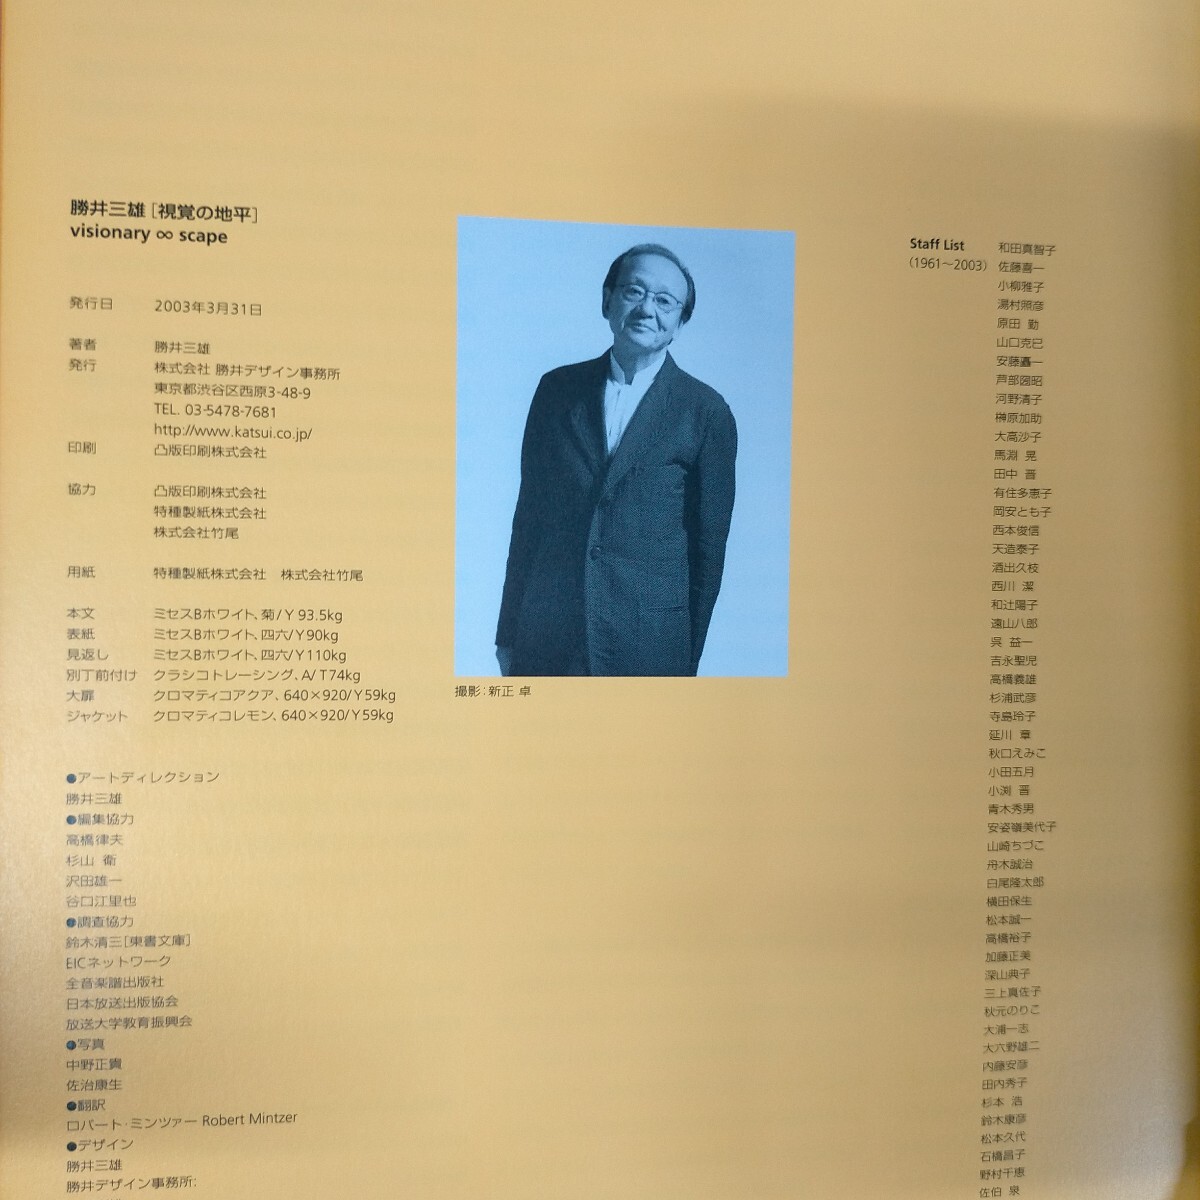 勝井三雄[視覚の地平]
visionary ∞ scape
発行日 2003年3月31日
著者 勝井三雄
発行 株式会社 勝井デザイン事務所
東京都渋谷区西原3-48-9
TEL. 03-5478-7681
http://www.katsui.co.jp/
印刷 凸版印刷株式会社
協力 凸版印刷株式会社
特種製紙株式会社
株式会社竹尾
用紙 特種製紙株式会社 株式会社竹尾
本文 ミセスBホワイト、菊/Y 93.5kg
表紙 ミセスBホワイト、四六/Y90kg
見返し ミセスBホワイト、四六/Y110kg
別丁前付け クラシコトレーシング、A/T74kg
大扉 クロマティコアクア、640×920/Y59kg
ジャケット クロマティコレモン、640×920/Y59kg
●アートディレクション
勝井三雄
●編集協力
高橋律夫
杉山 衛
沢田雄一
谷口江里也
●調査協力
鈴木清三[東書文庫]
EICネットワーク
全音楽譜出版社
日本放送出版協会
放送大学教育振興会
●写真
中野正貴
佐治康生
●翻訳
ロバート・ミンツァー Robert Mintzer
●デザイン
勝井三雄
勝井デザイン事務所:
撮影:新正 卓
Staff List
(1961〜2003)
和田真智子
佐藤喜一
小柳雅子
湯村照彦
原田 勤
山口克已
安藤矗一
芦部圀昭
河野清子
榊原加助
大高沙子
馬淵 晃
田中 晋
有住多恵子
岡安とも子
西本俊信
天造泰子
酒出久枝
西川 潔
和辻陽子
遠山八郎
呉 益一
吉永聖児
高橋義雄
杉浦武彦
寺島玲子
延川 章
秋口えみこ
小田五月
小渕 晋
青木秀男
安姿嶺美代子
山崎ちづこ
舟木誠治
白尾隆太郎
横田保生
松本誠一
高橋裕子
加藤正美
深山典子
三上真佐子
秋元のりこ
大浦一志
大六野雄二
内藤安彦
田内秀子
杉本 浩
鈴木康彦
松本久代
石橋昌子
野村千恵
佐伯 泉